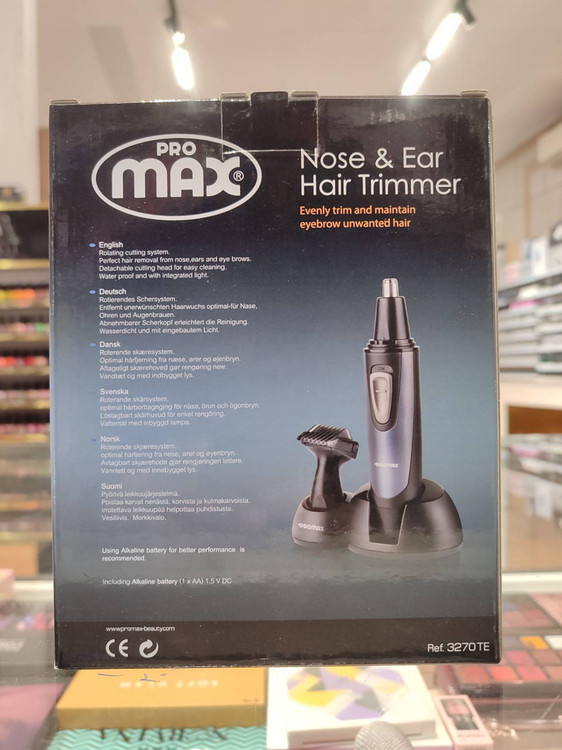 PRO
max®
Nose & Ear
Hair Trimmer
Evenly trim and maintain
eyebrow unwanted hair
English
Rotating cutting system.
Perfect hair removal from nose,ears and eye brows.
Detachable cutting head for easy cleaning.
Water proof and with integrated light.
Deutsch
Rotierendes Schersystem.
Entfernt unerwünschten Haarwuchs optimal-für Nase,
Ohren und Augenbrauen.
Abnehmbarer Scherkopf erleichtert die Reinigung.
Wasserdicht und mit eingebautem Licht.
Dansk
Roterende skæresystem.
Optimal hårfjerning fra næse, ører og øjenbryn.
Aftageligt skærehoved gør rengøring nem.
Vandtæt og med indbygget lys.
Svenska
Roterande skärsystem.
optimal hårborttagning för näsa, öron och ögonbryn.
Löstagbart skärhuvud för enkel rengöring.
Vattentät med inbyggd lampa.
Norsk
Roterende skjæresystem.
optimal hårfjerning fra nese, ører og øyenbryn.
Avtagbart skjærehode gjør rengjøringen lettere.
Vanntett og med innebygget lys.
Suomi
Pyörivä leikkuujärjestelmä.
Poistaa karvat nenästä, korvista ja kulmakarvoista.
Irrotettava leikkuupää helpottaa puhdistusta.
Vesitiivis. Merkkivalo.
PROMAX
PROMAX
Using Alkaline battery for better performance is
recommended.
Including Alkaline battery (1 x AA) 1.5 V DC
www.promax-beauty.com
CE
Ref. 3270TE